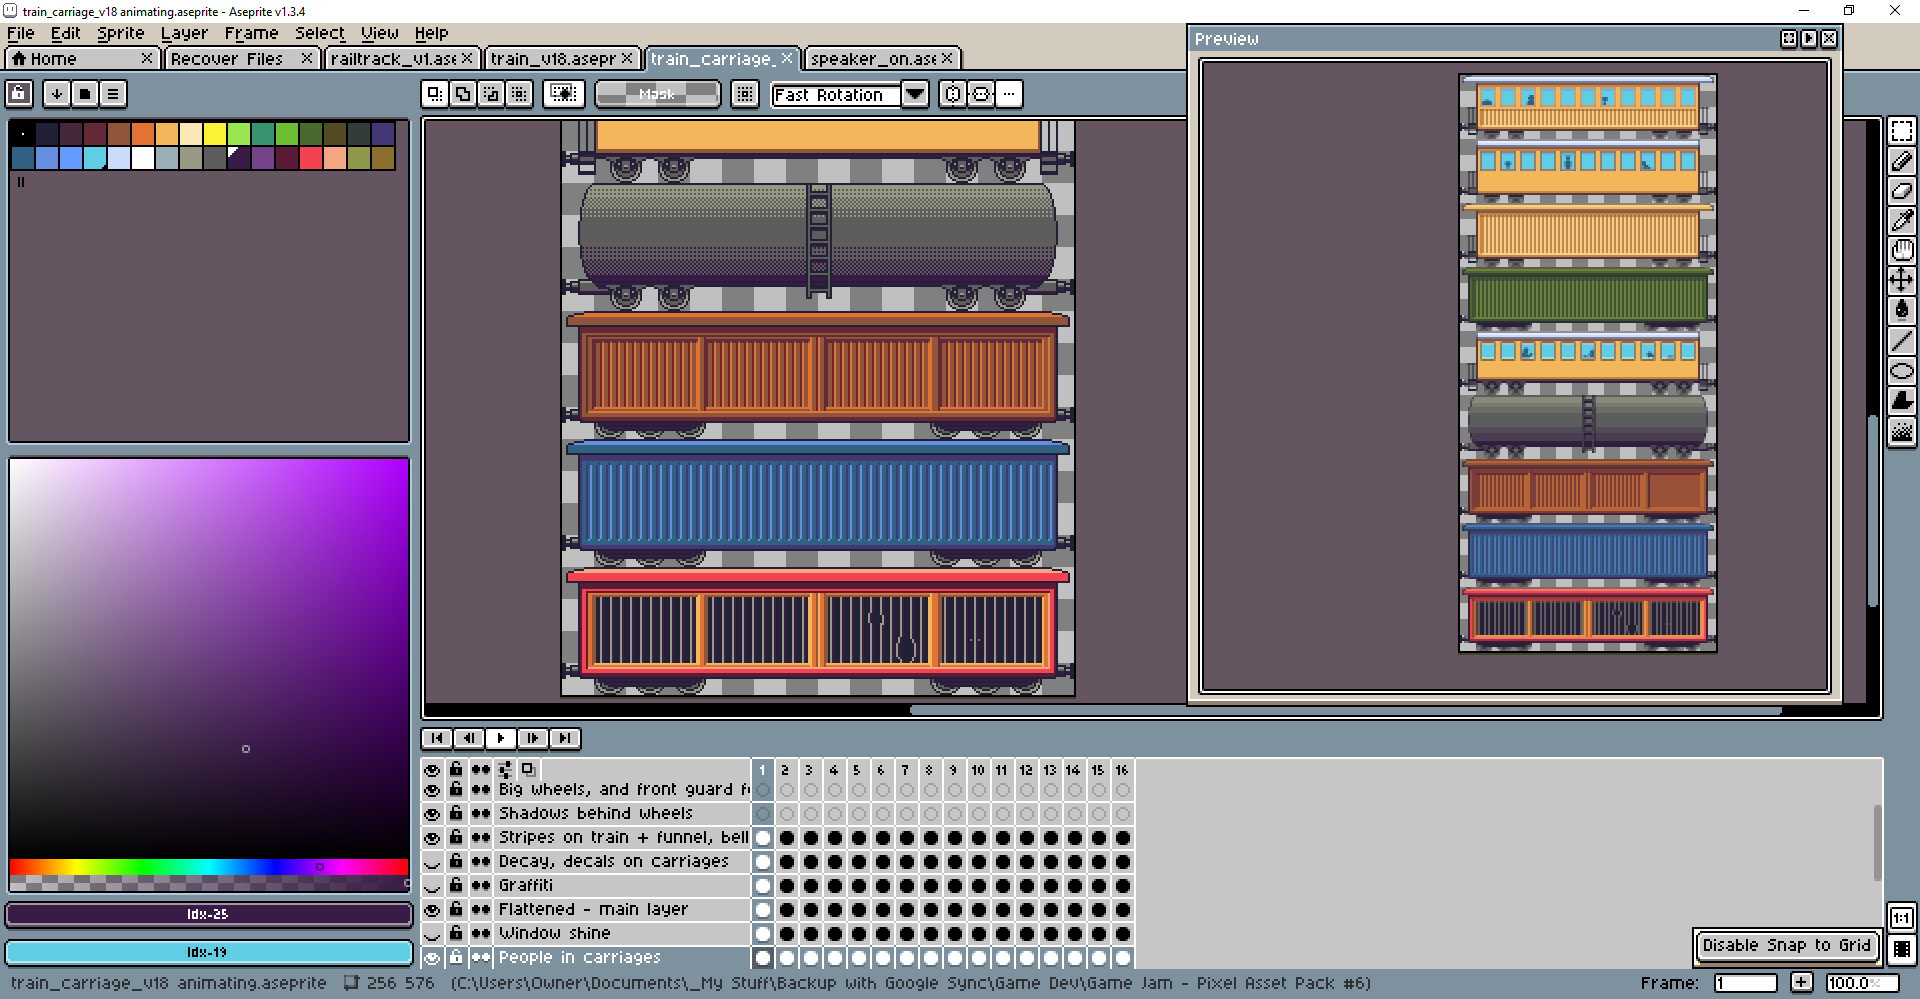 train_carriage_v18 animating.aseprite - Aseprite v1.3.4
File Edit Sprite Layer Frame Select View Help
Home
Recover Files
railtrack_v1.ase
train_v18.asepr
train_carriage_
speaker_on.ase
Preview
Mask
Fast Rotation
1 2 3 4 5 6 7 8 9 10 11 12 13 14 15 16
Big wheels, and front guard f
Shadows behind wheels
Stripes on train + funnel, bell
Decay, decals on carriages
Graffiti
Flattened - main layer
Window shine
People in carriages
Idx-25
Idx-19
1:1
Disable Snap to Grid
train_carriage_v18 animating.aseprite 256 576 (C:\Users\Owner\Documents\_My Stuff\Backup with Google Sync\Game Dev\Game Jam - Pixel Asset Pack #6) Frame: 1 + 100.0